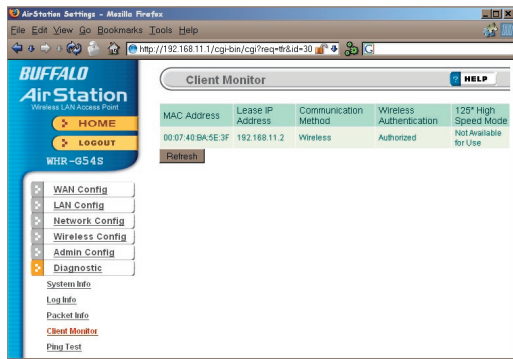 AirStation Settings - Mozilla Firefox
File Edit View Go Bookmarks Tools Help
http://192.168.11.1/cgi-bin/cgi?req=tfr&id=30
BUFFALO
AirStation
Wireless LAN Access Point
HOME
LOGOUT
WHR-G54S
WAN Config
LAN Config
Network Config
Wireless Config
Admin Config
Diagnostic
System Info
Log Info
Packet Info
Client Monitor
Ping Test
Client Monitor
? HELP
MAC Address Lease IP Address Communication Method Wireless Authentication 125* High Speed Mode
00:07:40:BA:5E:3F 192.168.11.2 Wireless Authorized Not Available for Use
Refresh